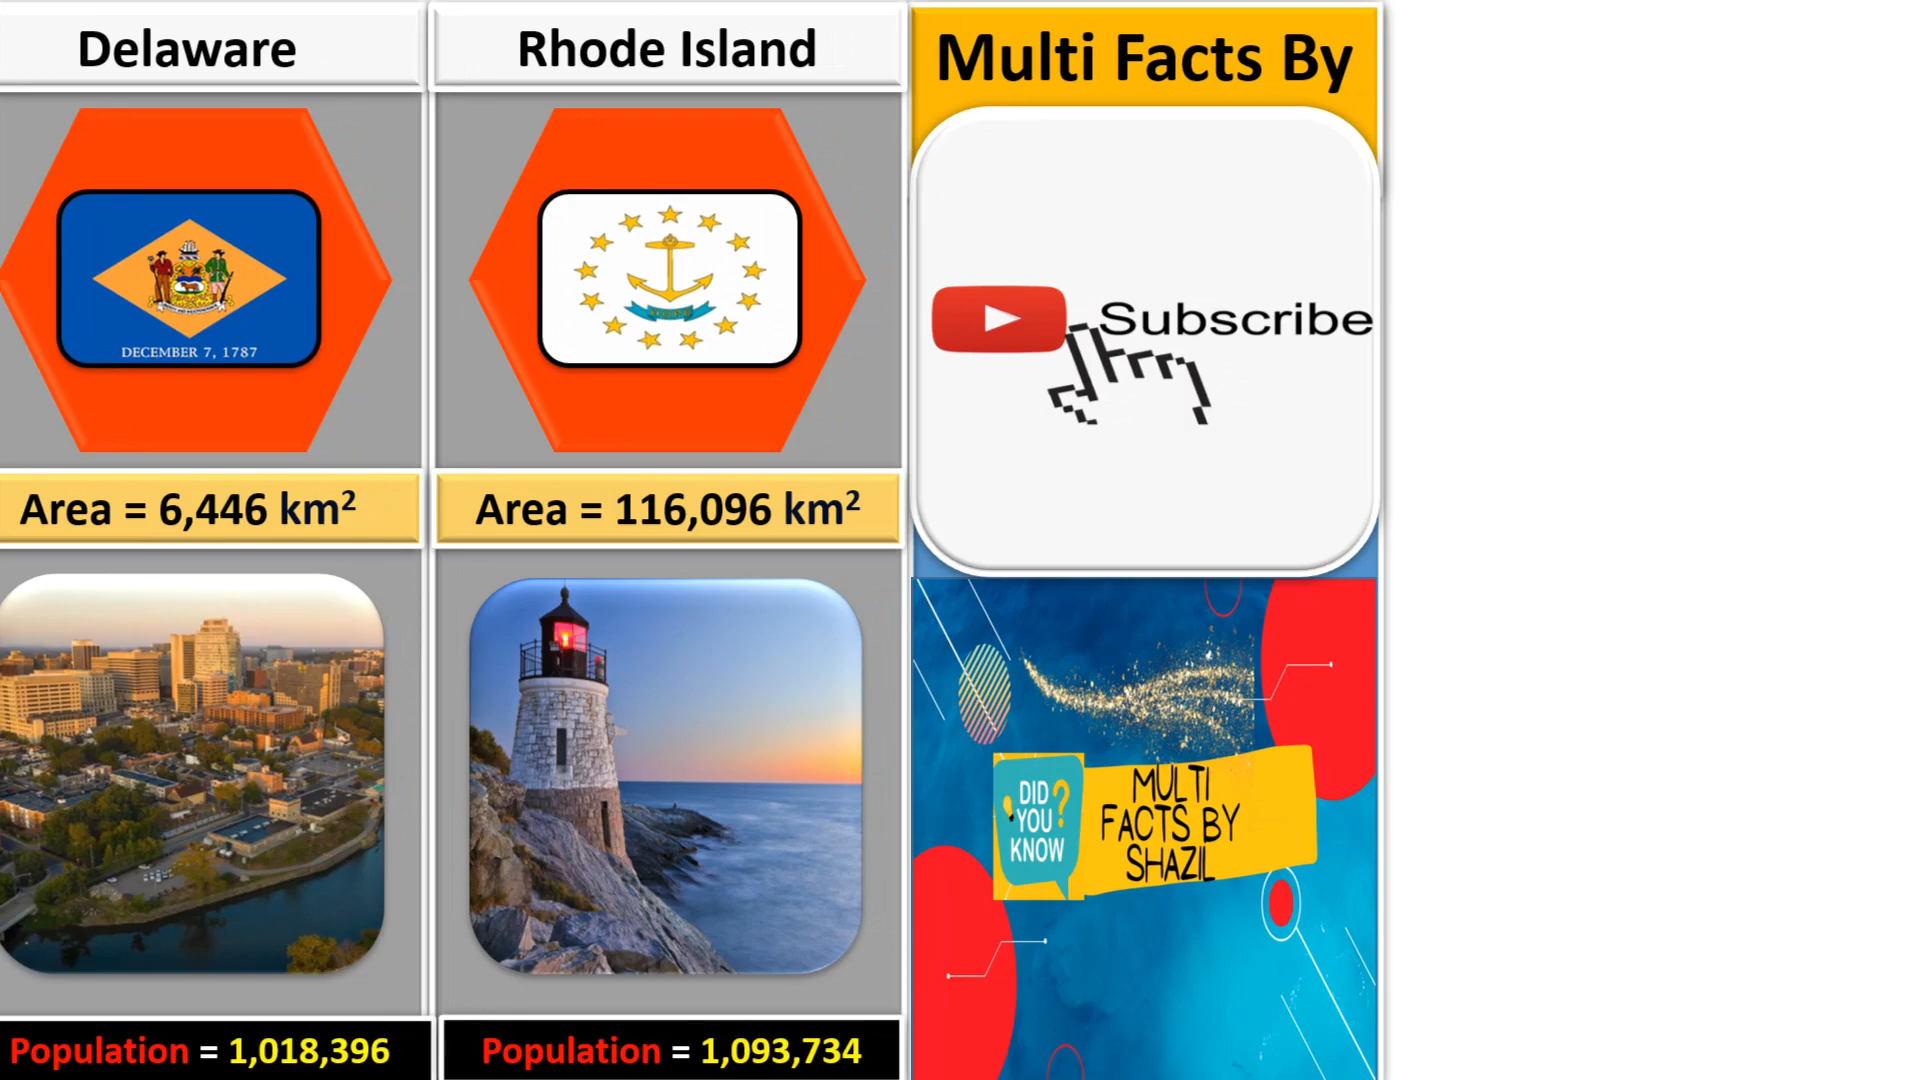 Delaware
DECEMBER 7, 1787
Area = 6,446 km²
Population = 1,018,396
Rhode Island
HOPE
Area = 116,096 km²
Population = 1,093,734
Multi Facts By
Subscribe
DID
YOU
KNOW
?
MULTI
FACTS BY
SHAZIL